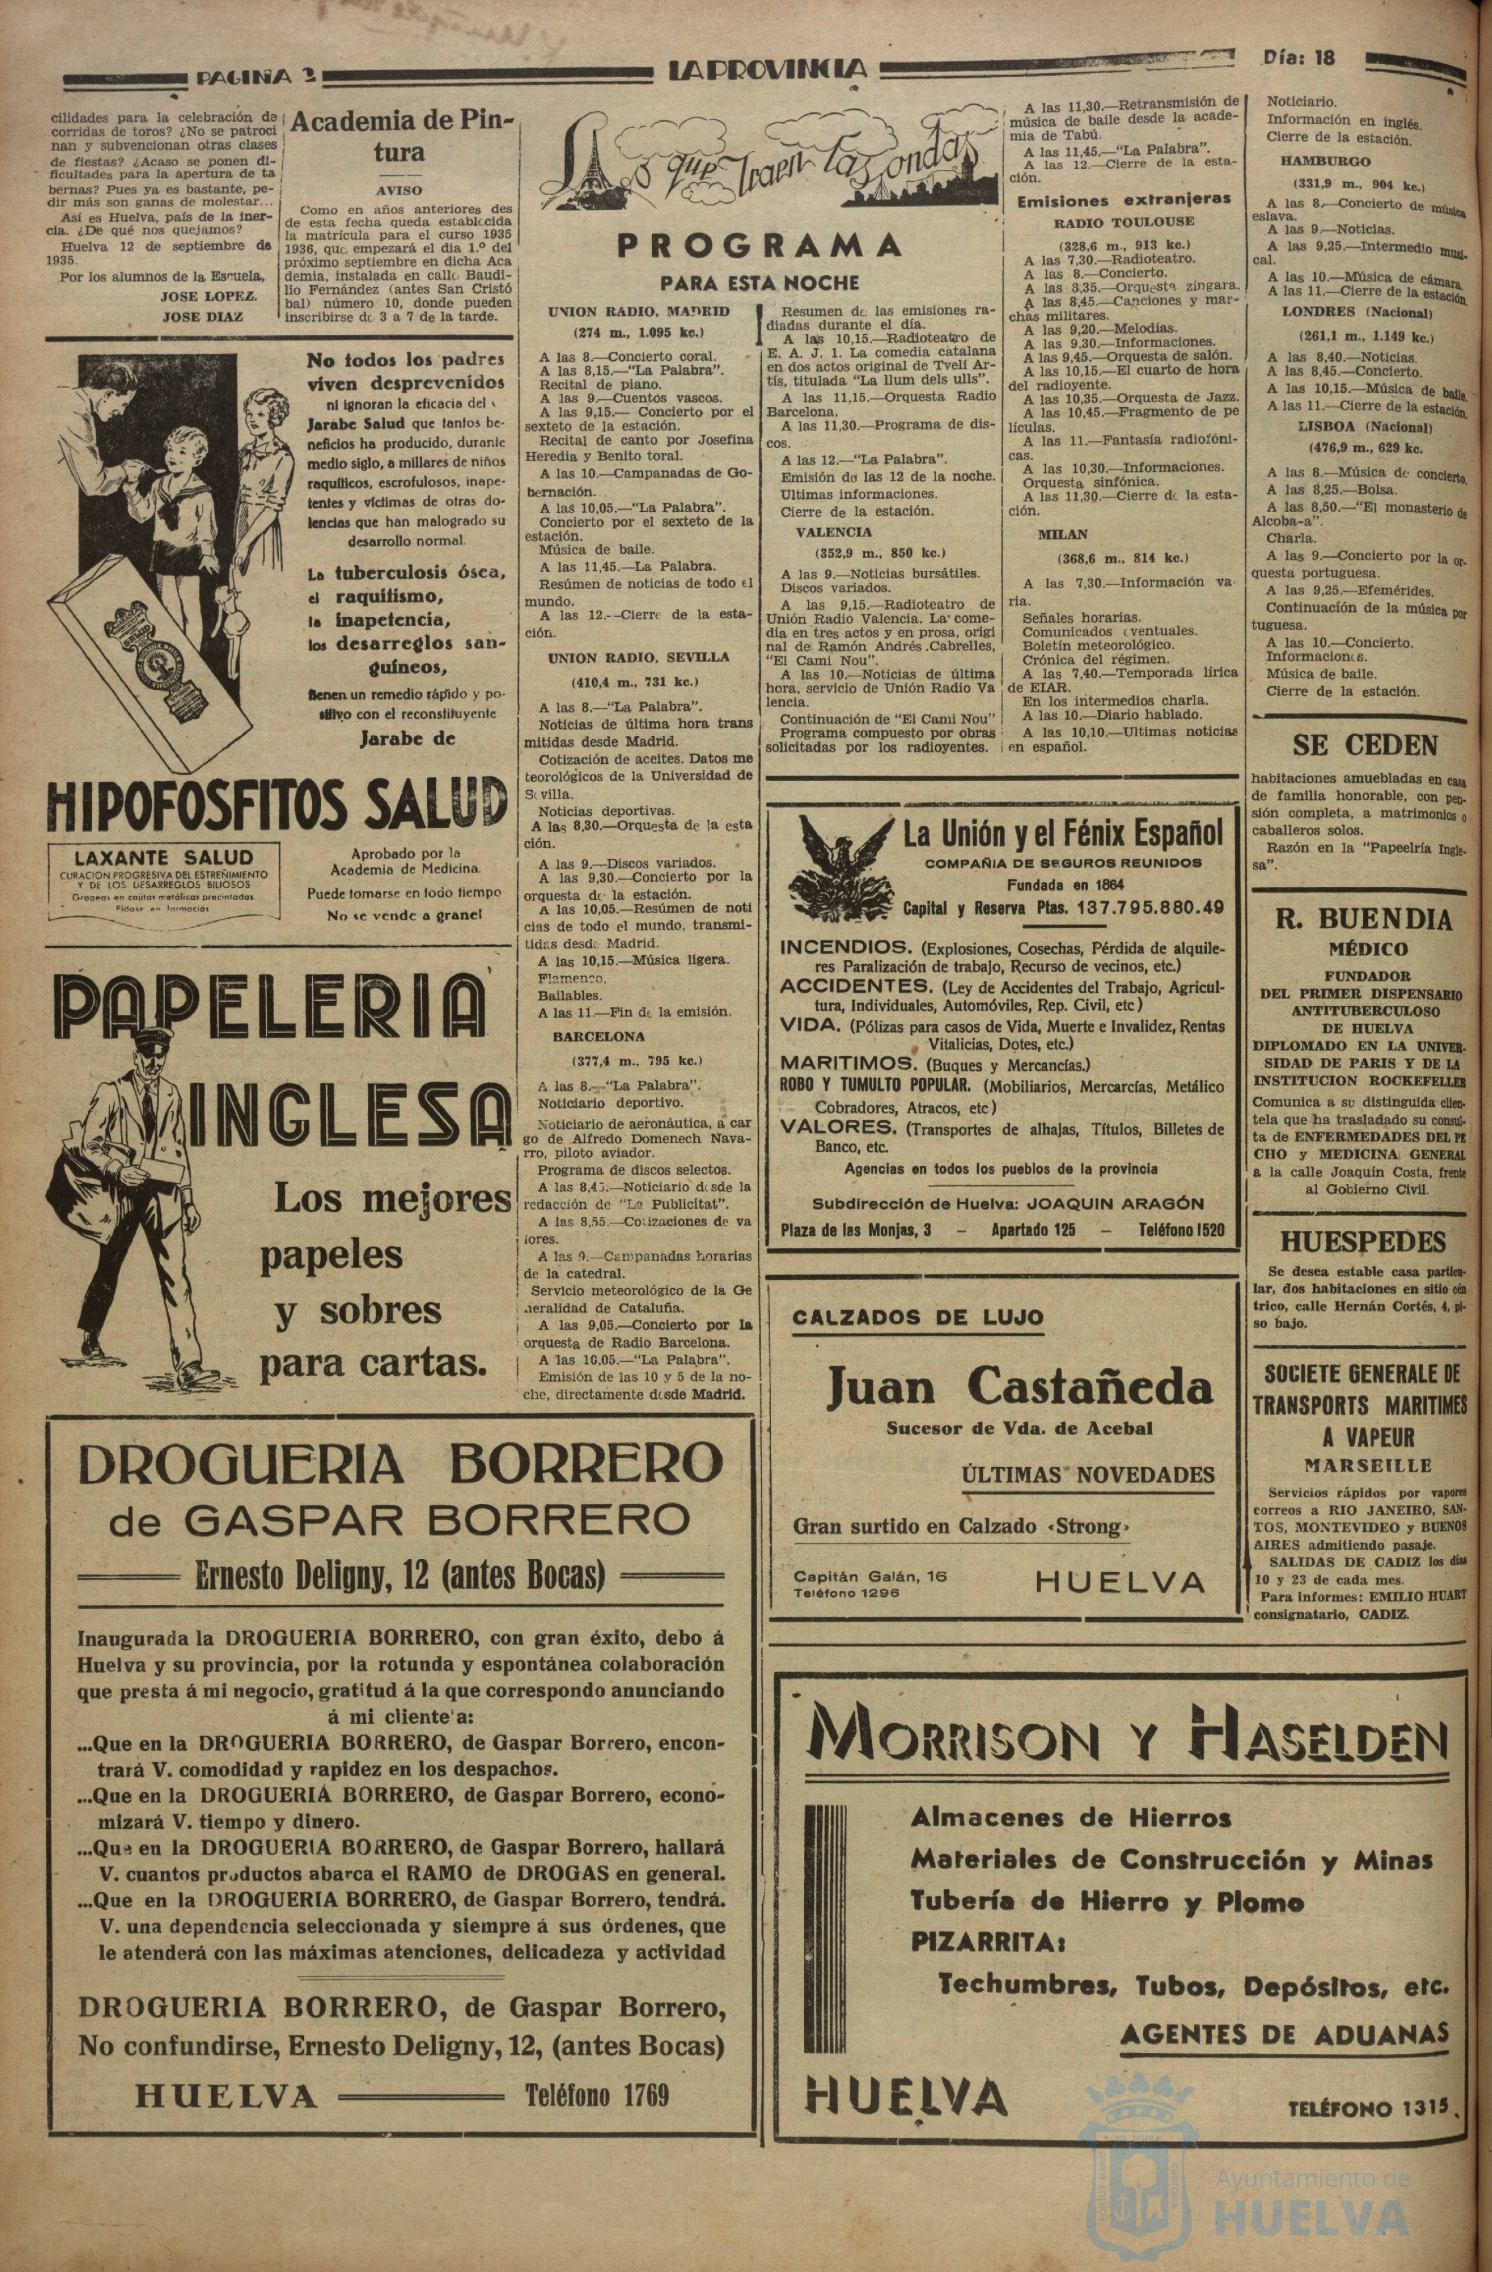 PAGINA 2
LA PROVINCIA
Día: 18
cilidades para la celebración de
corridas de toros? ¿No se patroci
nan y subvencionan otras clases
de fiestas? ¿Acaso se ponen di-
ficultades para la apertura de ta
bernas? Pues ya es bastante, pe-
dir más son ganas de molestar...
Así es Huelva, país de la iner-
cia. ¿De qué nos quejamos?
Huelva 12 de septiembre de
1935.
Por los alumnos de la Escuela,
JOSE LOPEZ.
JOSE DIAZ
Academia de Pin-
tura
AVISO
Como en años anteriores des
de esta fecha queda establecida
la matrícula para el curso 1935
1936, que empezará el día 1.º del
próximo septiembre en dicha Aca
demia, instalada en calle Baudi-
lio Fernández (antes San Cristó
bal) número 10, donde pueden
inscribirse de 3 a 7 de la tarde.
No todos los padres
viven desprevenidos
ni ignoran la eficacia del
Jarabe Salud que tantos be-
neficios ha producido, durante
medio siglo, a millares de niños
raquíticos, escrofulosos, inape-
tentes y víctimas de otras do-
lencias que han malogrado su
desarrollo normal.
La tuberculosis ósea,
el raquitismo,
la inapetencia,
los desarreglos san-
guíneos,
tienen un remedio rápido y po-
sitivo con el reconstituyente
Jarabe de
HIPOFOSFITOS SALUD
LAXANTE SALUD
CURACION PROGRESIVA DEL ESTREÑIMIENTO
Y DE LOS DESARREGLOS BILIOSOS
Grageas en cajitas metálicas precintadas.
Pídase en farmacias
Aprobado por la
Academia de Medicina.
Puede tomarse en todo tiempo
No se vende a granel
PAPELERIA
INGLESA
Los mejores
papeles
y sobres
para cartas.
DROGUERIA BORRERO
de GASPAR BORRERO
Ernesto Deligny, 12 (antes Bocas)
Inaugurada la DROGUERIA BORRERO, con gran éxito, debo á
Huelva y su provincia, por la rotunda y espontánea colaboración
que presta á mi negocio, gratitud á la que correspondo anunciando
á mi cliente'a:
...Que en la DROGUERIA BORRERO, de Gaspar Borrero, encon-
trará V. comodidad y rapidez en los despachos.
...Que en la DROGUERIA BORRERO, de Gaspar Borrero, econo-
mizará V. tiempo y dinero.
...Que en la DROGUERIA BORRERO, de Gaspar Borrero, hallará
V. cuantos productos abarca el RAMO de DROGAS en general.
...Que en la DROGUERIA BORRERO, de Gaspar Borrero, tendrá.
V. una dependencia seleccionada y siempre á sus órdenes, que
le atenderá con las máximas atenciones, delicadeza y actividad
DROGUERIA BORRERO, de Gaspar Borrero,
No confundirse, Ernesto Deligny, 12, (antes Bocas)
HUELVA
Teléfono 1769
Lo que traen las ondas
PROGRAMA
PARA ESTA NOCHE
UNION RADIO, MADRID
(274 m., 1.095 kc.)
A las 8.—Concierto coral.
A las 8,15.—"La Palabra".
Recital de piano.
A las 9.—Cuentos vascos.
A las 9,15.— Concierto por el
sexteto de la estación.
Recital de canto por Josefina
Heredia y Benito toral.
A las 10.—Campanadas de Go-
bernación.
A las 10,05.—"La Palabra".
Concierto por el sexteto de la
estación.
Música de baile.
A las 11,45.—La Palabra.
Resúmen de noticias de todo el
mundo.
A las 12.--Cierre de la esta-
ción.
UNION RADIO, SEVILLA
(410,4 m., 731 kc.)
A las 8.—"La Palabra".
Noticias de última hora trans
mitidas desde Madrid.
Cotización de aceites. Datos me
teorológicos de la Universidad de
Sevilla.
Noticias deportivas.
A las 8,30.—Orquesta de la esta
ción.
A las 9.—Discos variados.
A las 9,30.—Concierto por la
orquesta de la estación.
A las 10,05.—Resúmen de noti
cias de todo el mundo, transmi-
tidas desde Madrid.
A las 10,15.—Música ligera.
Flamenco.
Bailables.
A las 11.—Fin de la emisión.
BARCELONA
(377,4 m., 795 kc.)
A las 8.—"La Palabra".
Noticiario deportivo.
Noticiario de aeronáutica, a car
go de Alfredo Domenech Nava-
rro, piloto aviador.
Programa de discos selectos.
A las 8,45.—Noticiario desde la
redacción de "La Publicitat".
A las 8,55.—Cotizaciones de va
lores.
A las 9.—Campanadas horarias
de la catedral.
Servicio meteorológico de la Ge
neralidad de Cataluña.
A las 9,05.—Concierto por la
orquesta de Radio Barcelona.
A las 10,05.—"La Palabra".
Emisión de las 10 y 5 de la no-
che, directamente desde Madrid.
Resumen de las emisiones ra-
diadas durante el día.
A las 10,15.—Radioteatro de
E. A. J. 1. La comedia catalana
en dos actos original de Tvelí Ar-
tís, titulada "La llum dels ulls".
A las 11,15.—Orquesta Radio
Barcelona.
A las 11,30.—Programa de dis-
cos.
A las 12.—"La Palabra".
Emisión de las 12 de la noche.
Ultimas informaciones.
Cierre de la estación.
VALENCIA
(352,9 m., 850 kc.)
A las 9.—Noticias bursátiles.
Discos variados.
A las 9,15.—Radioteatro de
Unión Radio Valencia. La come-
dia en tres actos y en prosa, origi
nal de Ramón Andrés Cabrelles,
"El Cami Nou".
A las 10.—Noticias de última
hora, servicio de Unión Radio Va
lencia.
Continuación de "El Cami Nou"
Programa compuesto por obras
solicitadas por los radioyentes.
A las 11,30.—Retransmisión de
música de baile desde la acade-
mia de Tabú.
A las 11,45.—"La Palabra".
A las 12.—Cierre de la esta-
ción.
Emisiones extranjeras
RADIO TOULOUSE
(328,6 m., 913 kc.)
A las 7,30.—Radioteatro.
A las 8.—Concierto.
A las 8,35.—Orquesta zíngara.
A las 8,45.—Canciones y mar-
chas militares.
A las 9,20.—Melodías.
A las 9.30.—Informaciones.
A las 9,45.—Orquesta de salón.
A las 10,15.—El cuarto de hora
del radioyente.
A las 10,35.—Orquesta de Jazz.
A las 10,45.—Fragmento de pe
lículas.
A las 11.—Fantasía radiofóni-
cas.
A las 10,30.—Informaciones.
Orquesta sinfónica.
A las 11,30.—Cierre de la esta-
ción.
MILAN
(368,6 m., 814 kc.)
A las 7,30.—Información va-
ria.
Señales horarias.
Comunicados eventuales.
Boletín meteorológico.
Crónica del régimen.
A las 7,40.—Temporada lírica
de EIAR.
En los intermedios charla.
A las 10.—Diario hablado.
A las 10,10.—Ultimas noticias
en español.
Noticiario.
Información en inglés.
Cierre de la estación.
HAMBURGO
(331,9 m., 904 kc.)
A las 8.—Concierto de música
eslava.
A las 9.—Noticias.
A las 9,25.—Intermedio musi-
cal.
A las 10.—Música de cámara.
A las 11.—Cierre de la estación.
LONDRES (Nacional)
(261,1 m., 1.149 kc.)
A las 8,40.—Noticias.
A las 8,45.—Concierto.
A las 10,15.—Música de baile.
A las 11.—Cierre de la estación.
LISBOA (Nacional)
(476,9 m., 629 kc.
A las 8.—Música de concierto.
A las 8,25.—Bolsa.
A las 8,50.—"El monasterio de
Alcoba-a".
Charla.
A las 9.—Concierto por la or-
questa portuguesa.
A las 9,25.—Efemérides.
Continuación de la música por
tuguesa.
A las 10.—Concierto.
Informaciones.
Música de baile.
Cierre de la estación.
La Unión y el Fénix Español
COMPAÑIA DE SEGUROS REUNIDOS
Fundada en 1864
Capital y Reserva Ptas. 137.795.880.49
INCENDIOS. (Explosiones, Cosechas, Pérdida de alquile-
res Paralización de trabajo, Recurso de vecinos, etc.)
ACCIDENTES. (Ley de Accidentes del Trabajo, Agricul-
tura, Individuales, Automóviles, Rep. Civil, etc)
VIDA. (Pólizas para casos de Vida, Muerte e Invalidez, Rentas
Vitalicias, Dotes, etc.)
MARITIMOS. (Buques y Mercancías.)
ROBO Y TUMULTO POPULAR. (Mobiliarios, Mercarcías, Metálico
Cobradores, Atracos, etc)
VALORES. (Transportes de alhajas, Títulos, Billetes de
Banco, etc.
Agencias en todos los pueblos de la provincia
Subdirección de Huelva: JOAQUIN ARAGÓN
Plaza de las Monjas, 3 – Apartado 125 – Teléfono 1520
CALZADOS DE LUJO
Juan Castañeda
Sucesor de Vda. de Acebal
ÚLTIMAS NOVEDADES
Gran surtido en Calzado «Strong»
Capitán Galán, 16
Teléfono 1296
HUELVA
SE CEDEN
habitaciones amuebladas en casa
de familia honorable, con pen-
sión completa, a matrimonios o
caballeros solos.
Razón en la "Papeelría Ingle-
sa".
R. BUENDIA
MÉDICO
FUNDADOR
DEL PRIMER DISPENSARIO
ANTITUBERCULOSO
DE HUELVA
DIPLOMADO EN LA UNIVER-
SIDAD DE PARIS Y DE LA
INSTITUCION ROCKEFELLER
Comunica a su distinguida clien-
tela que ha trasladado su consul-
ta de ENFERMEDADES DEL PE
CHO y MEDICINA GENERAL
a la calle Joaquín Costa, frente
al Gobierno Civil.
HUESPEDES
Se desea estable casa particu-
lar, dos habitaciones en sitio cén
trico, calle Hernán Cortés, 4, pi-
so bajo.
SOCIETE GENERALE DE
TRANSPORTS MARITIMES
A VAPEUR
MARSEILLE
Servicios rápidos por vapores
correos a RIO JANEIRO, SAN-
TOS, MONTEVIDEO y BUENOS
AIRES admitiendo pasaje.
SALIDAS DE CADIZ los días
10 y 23 de cada mes.
Para informes: EMILIO HUART
consignatario, CADIZ.
MORRISON Y HASELDEN
Almacenes de Hierros
Materiales de Construcción y Minas
Tubería de Hierro y Plomo
PIZARRITA:
Techumbres, Tubos, Depósitos, etc.
AGENTES DE ADUANAS
HUELVA
TELÉFONO 1315.
Ayuntamiento de
HUELVA